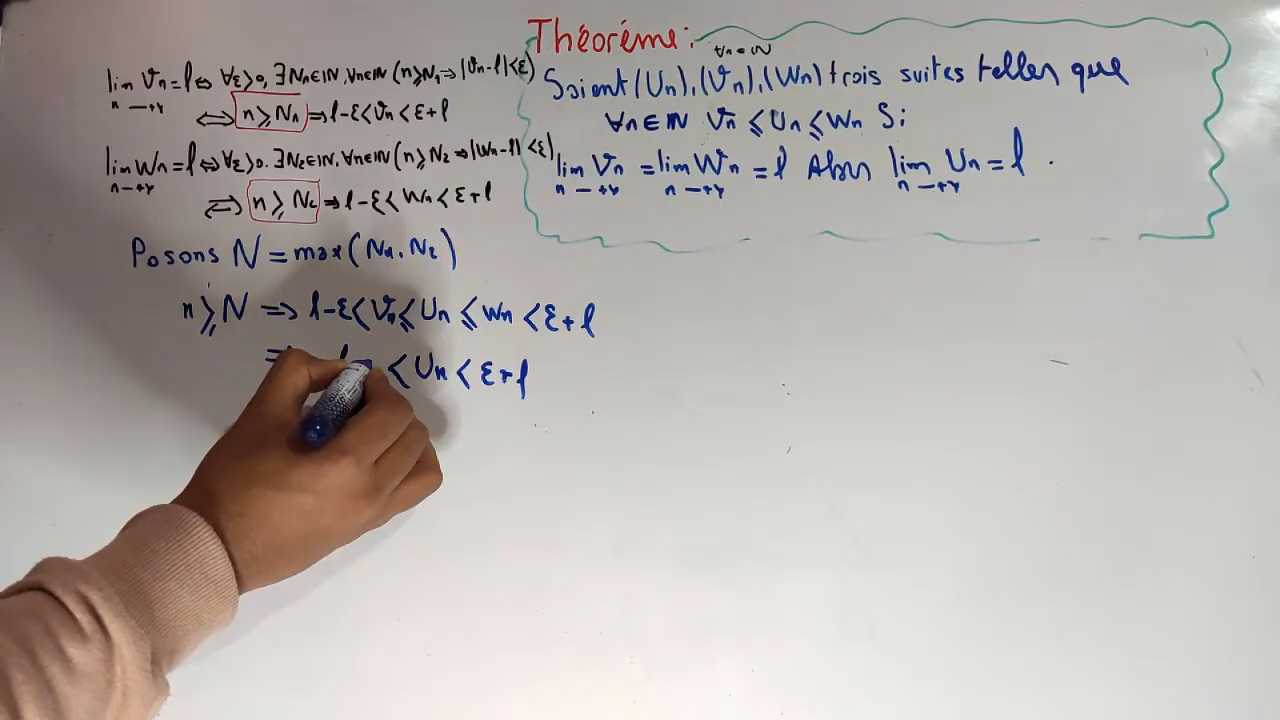 Théoréme:
∀n∈ℕ
Soient (Un), (Vn), (Wn) trois suites telles que
∀n∈ℕ Vn ≤ Un ≤ Wn Si
lim Vn = lim Wn = l Alors lim Un = l .
n→+∞ n→+∞ n→+∞
lim Vn = l ⇔ ∀ε>0, ∃N₁∈ℕ, ∀n∈ℕ (n≥N₁ ⇒ |Vn-l|<ε)
n→+∞
⇔ n≥N₁ ⇒ l-ε<Vn<ε+l
lim Wn = l ⇔ ∀ε>0. ∃N₂∈ℕ, ∀n∈ℕ (n≥N₂ ⇒ |Wn-l|<ε)
n→+∞
⇔ n≥N₂ ⇒ l-ε<Wn<ε+l
Posons N = max(N₁, N₂)
n≥N ⇒ l-ε<Vn≤Un≤Wn<ε+l
⇒ l- <Un<ε+l